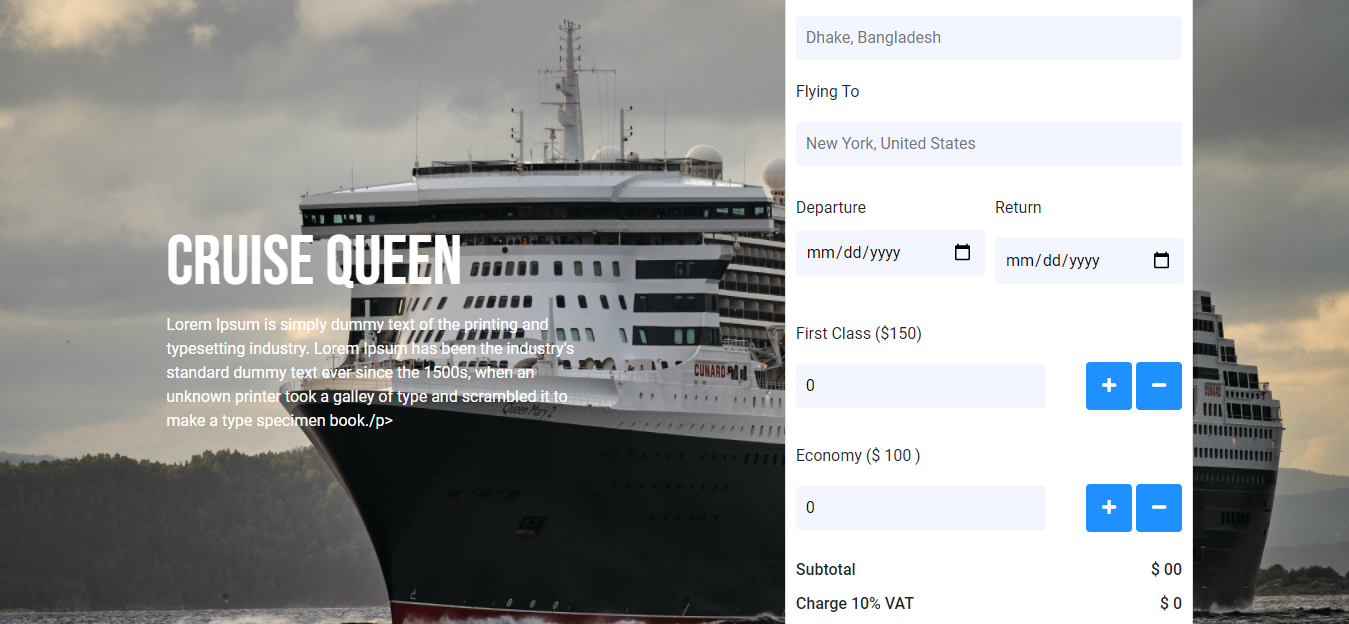 Dhake, Bangladesh
Flying To
New York, United States
Departure Return
mm/dd/yyyy mm/dd/yyyy
CRUISE QUEEN
Lorem Ipsum is simply dummy text of the printing and
typesetting industry. Lorem Ipsum has been the industry's
standard dummy text ever since the 1500s, when an
unknown printer took a galley of type and scrambled it to
make a type specimen book./p>
First Class ($150)
0 + −
Economy ($ 100 )
0 + −
Subtotal $ 00
Charge 10% VAT $ 0
CUNARD
Queen Mary 2
CUNARD